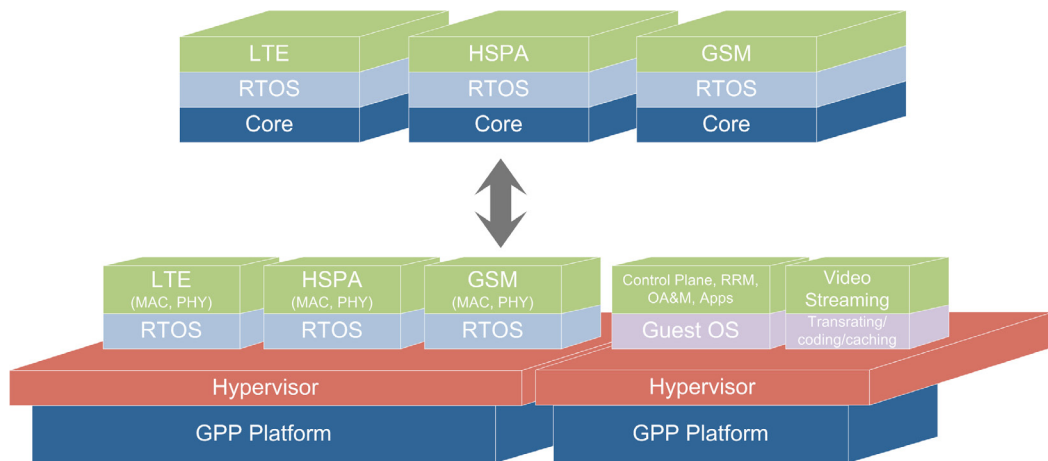 LTE
HSPA
GSM
RTOS
RTOS
RTOS
Core
Core
Core
LTE
(MAC, PHY)
RTOS
HSPA
(MAC, PHY)
RTOS
GSM
(MAC, PHY)
RTOS
Control Plane, RRM,
OA&M, Apps
Guest OS
Video
Streaming
Transrating/
coding/caching
Hypervisor
Hypervisor
GPP Platform
GPP Platform